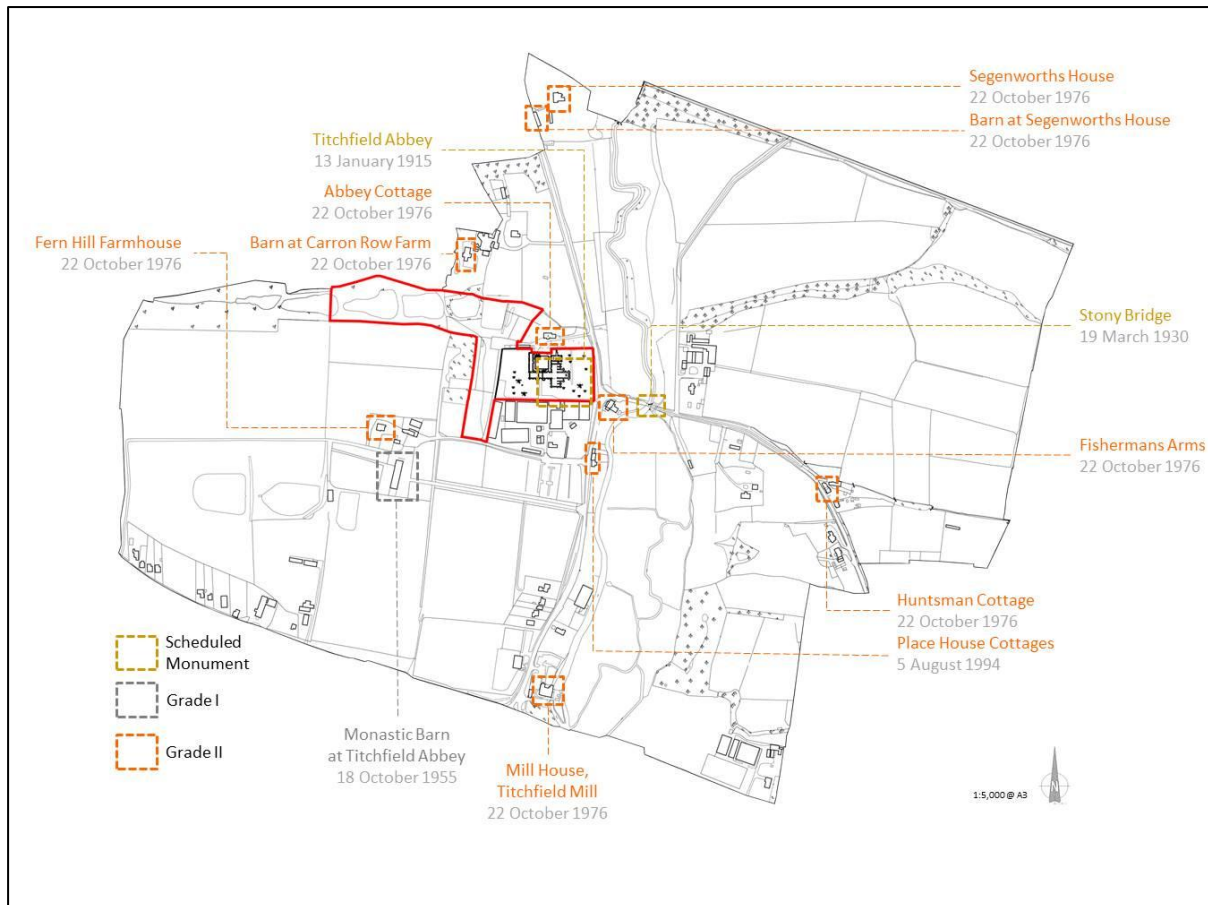 Segenworths House
22 October 1976
Barn at Segenworths House
22 October 1976
Titchfield Abbey
13 January 1915
Abbey Cottage
22 October 1976
Fern Hill Farmhouse
22 October 1976
Barn at Carron Row Farm
22 October 1976
Stony Bridge
19 March 1930
Fishermans Arms
22 October 1976
Huntsman Cottage
22 October 1976
Place House Cottages
5 August 1994
Scheduled
Monument
Grade I
Grade II
Monastic Barn
at Titchfield Abbey
18 October 1955
Mill House,
Titchfield Mill
22 October 1976
1:5,000 @ A3
N